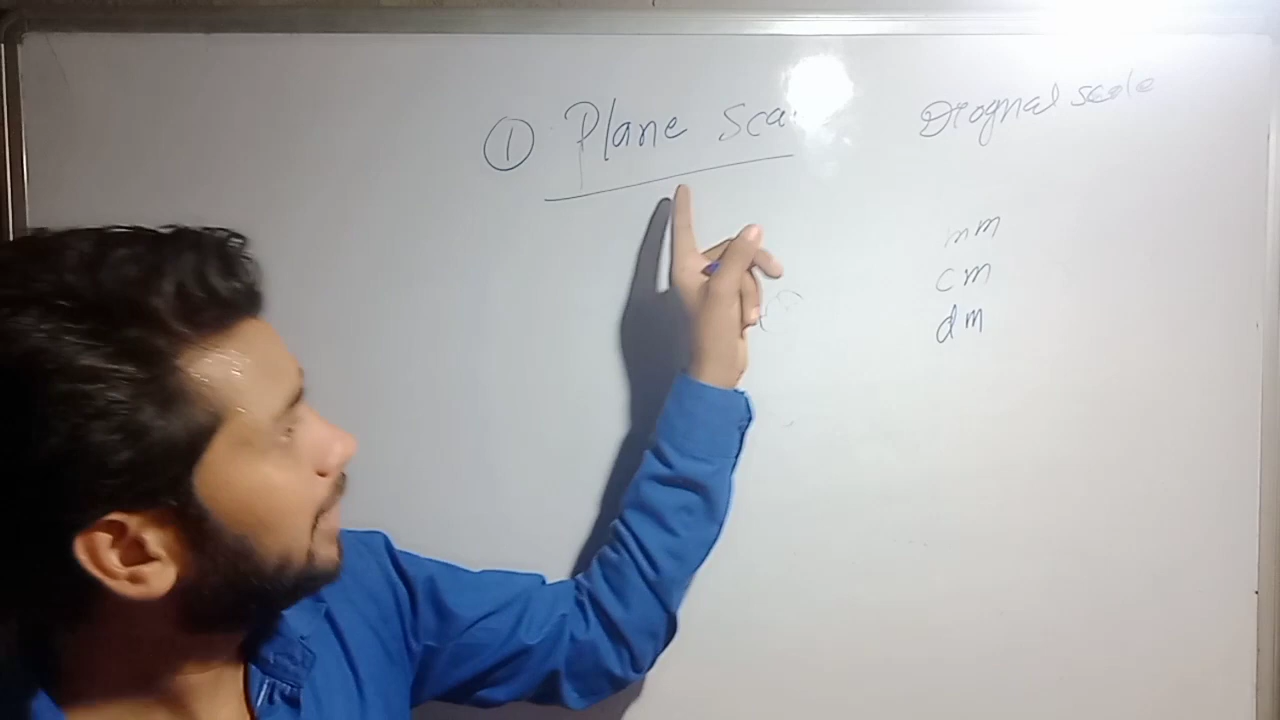 ① Plane Sca
Diognal scale
mm
cm
dm